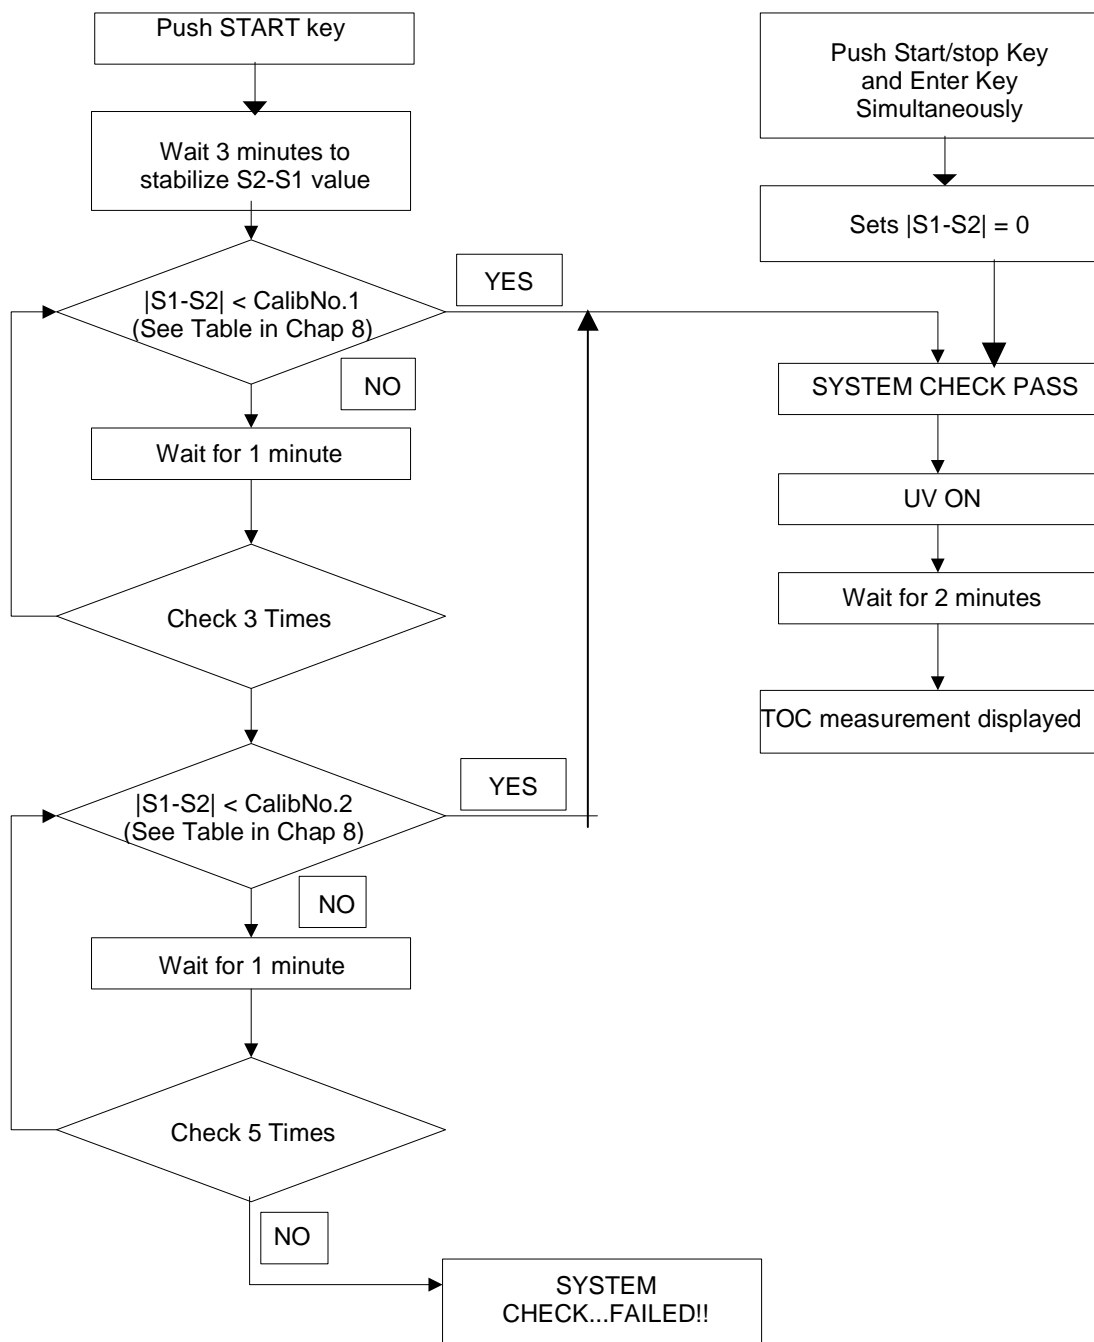 Push START key
Wait 3 minutes to
stabilize S2-S1 value
|S1-S2| < CalibNo.1
(See Table in Chap 8)
YES
NO
Wait for 1 minute
Check 3 Times
|S1-S2| < CalibNo.2
(See Table in Chap 8)
YES
NO
Wait for 1 minute
Check 5 Times
NO
SYSTEM
CHECK...FAILED!!
Push Start/stop Key
and Enter Key
Simultaneously
Sets |S1-S2| = 0
SYSTEM CHECK PASS
UV ON
Wait for 2 minutes
TOC measurement displayed